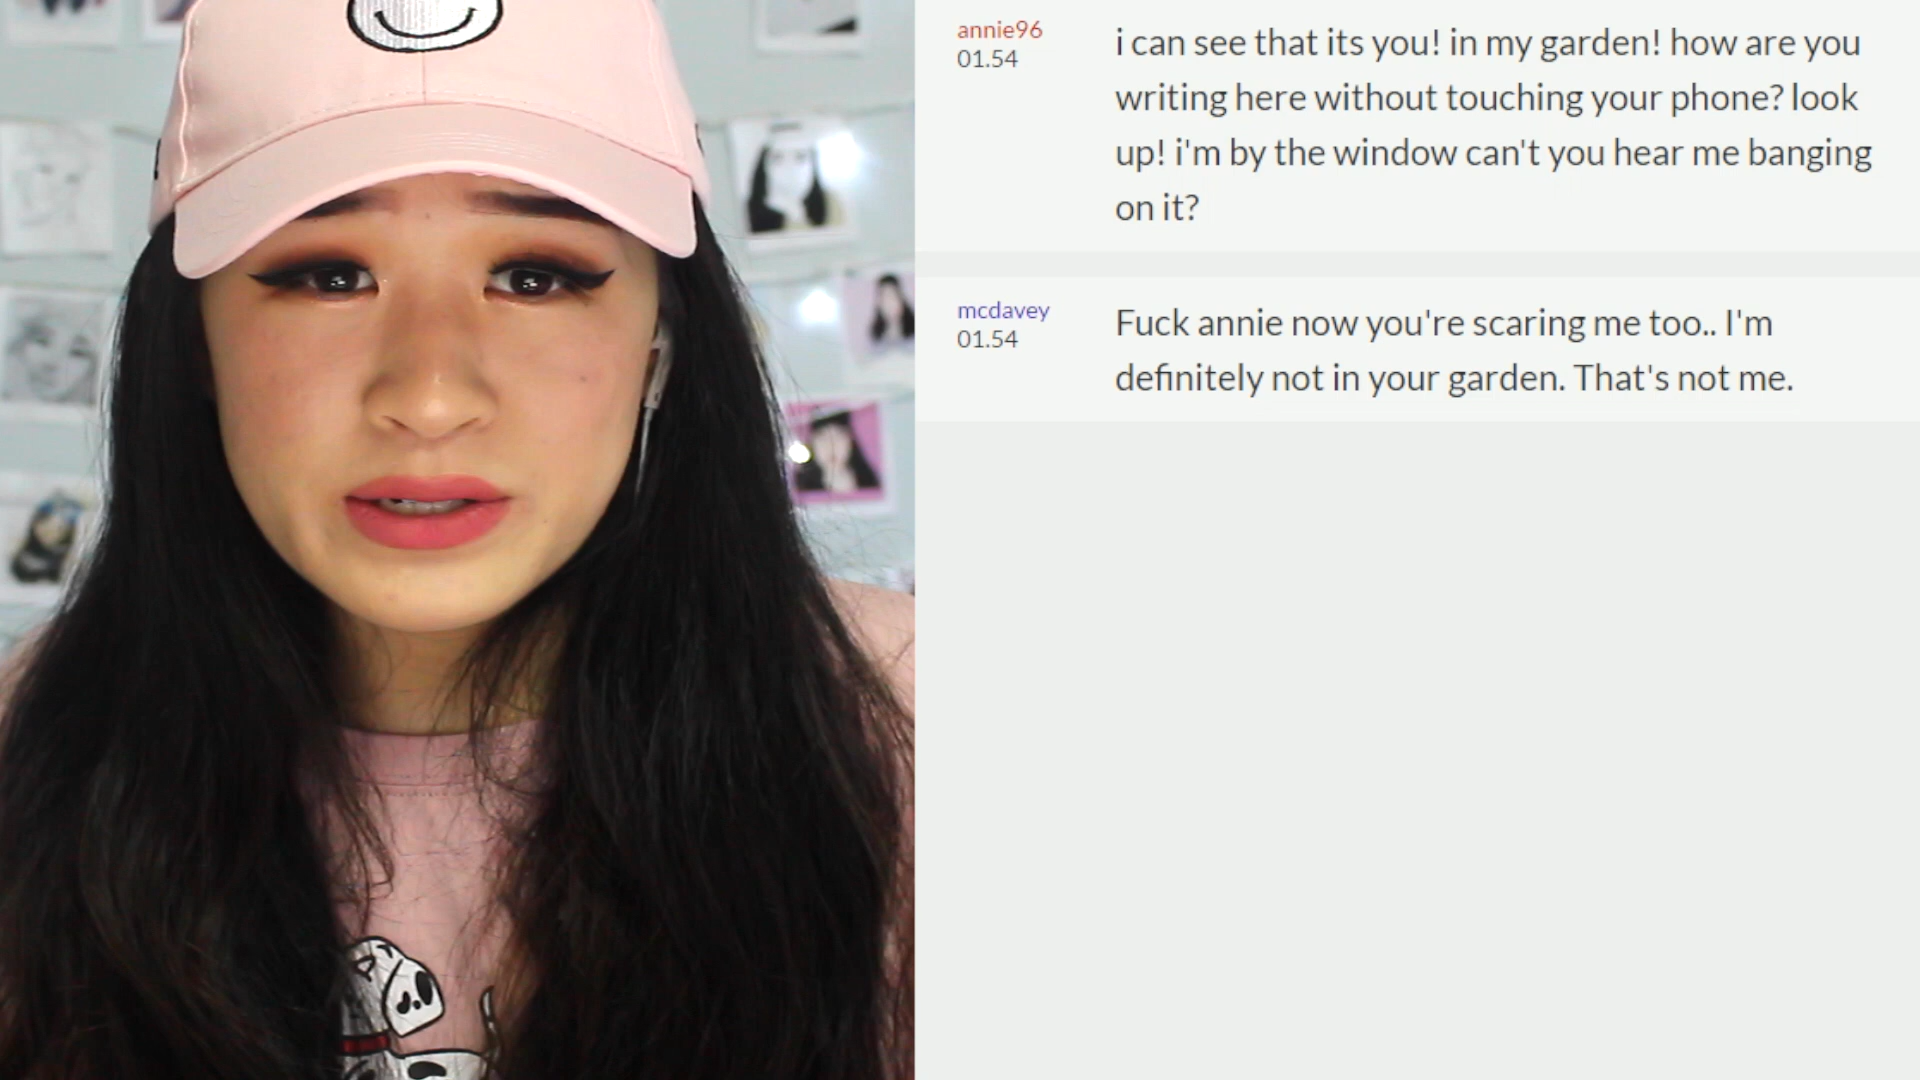 annie96
01.54
i can see that its you! in my garden! how are you
writing here without touching your phone? look
up! i'm by the window can't you hear me banging
on it?
mcdavey
01.54
Fuck annie now you're scaring me too.. I'm
definitely not in your garden. That's not me.